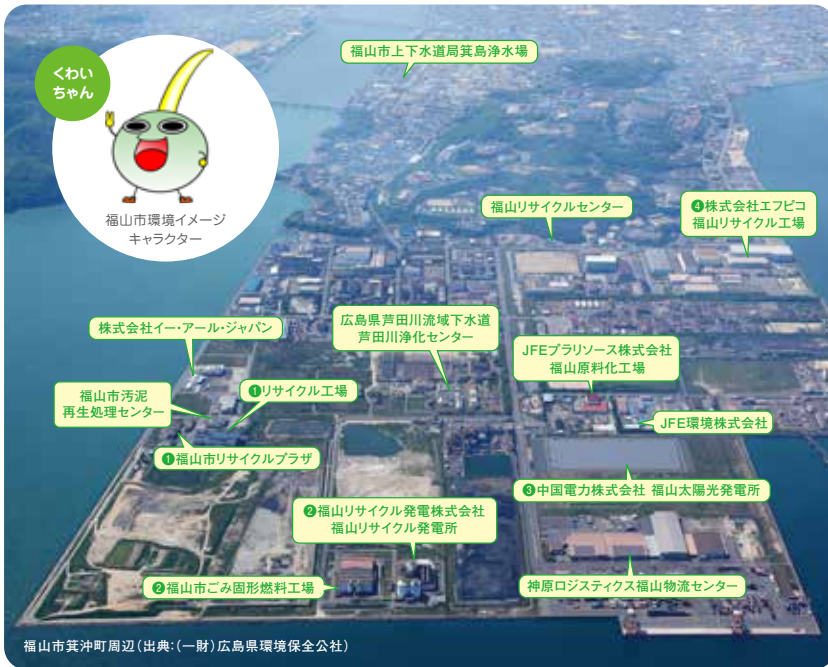 くわい
ちゃん
福山市環境イメージ
キャラクター
福山市上下水道局箕島浄水場
福山リサイクルセンター
❹株式会社エフピコ
福山リサイクル工場
株式会社イー・アール・ジャパン
広島県芦田川流域下水道
芦田川浄化センター
JFEプラリソース株式会社
福山原料化工場
福山市汚泥
再生処理センター
❶リサイクル工場
JFE環境株式会社
❶福山市リサイクルプラザ
❸中国電力株式会社 福山太陽光発電所
❷福山リサイクル発電株式会社
福山リサイクル発電所
❷福山市ごみ固形燃料工場
神原ロジスティクス福山物流センター
福山市箕沖町周辺(出典:(一財)広島県環境保全公社)